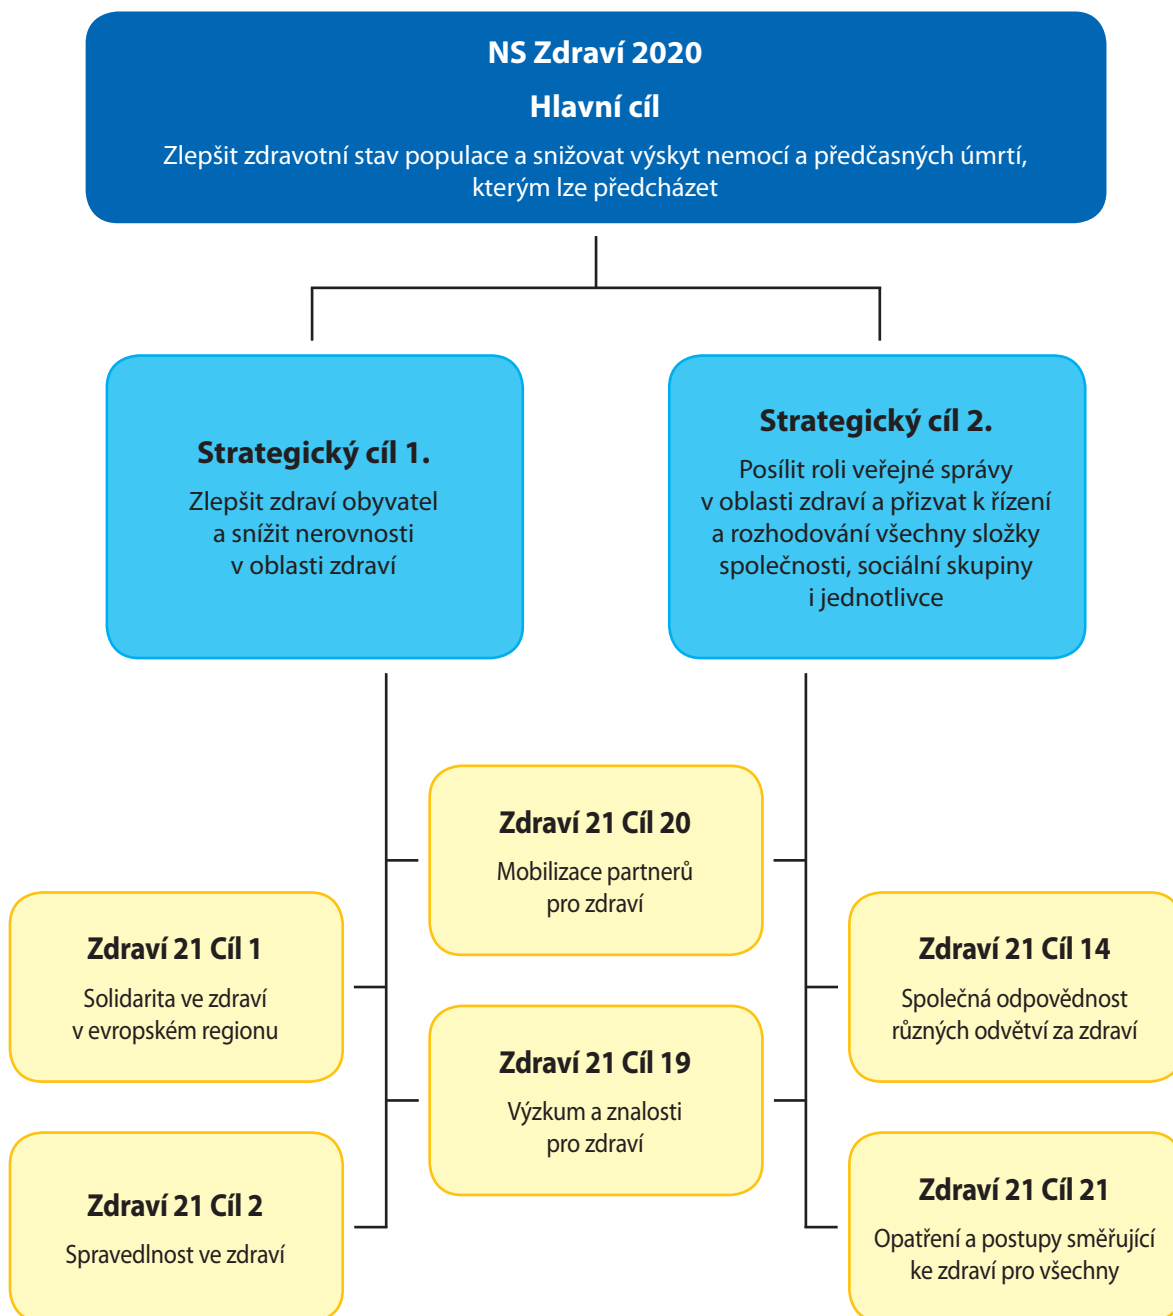 NS Zdraví 2020
Hlavní cíl
Zlepšit zdravotní stav populace a snižovat výskyt nemocí a předčasných úmrtí,
kterým lze předcházet
Strategický cíl 1.
Zlepšit zdraví obyvatel
a snížit nerovnosti
v oblasti zdraví
Strategický cíl 2.
Posílit roli veřejné správy
v oblasti zdraví a přizvat k řízení
a rozhodování všechny složky
společnosti, sociální skupiny
i jednotlivce
Zdraví 21 Cíl 20
Mobilizace partnerů
pro zdraví
Zdraví 21 Cíl 1
Solidarita ve zdraví
v evropském regionu
Zdraví 21 Cíl 14
Společná odpovědnost
různých odvětví za zdraví
Zdraví 21 Cíl 19
Výzkum a znalosti
pro zdraví
Zdraví 21 Cíl 2
Spravedlnost ve zdraví
Zdraví 21 Cíl 21
Opatření a postupy směřující
ke zdraví pro všechny